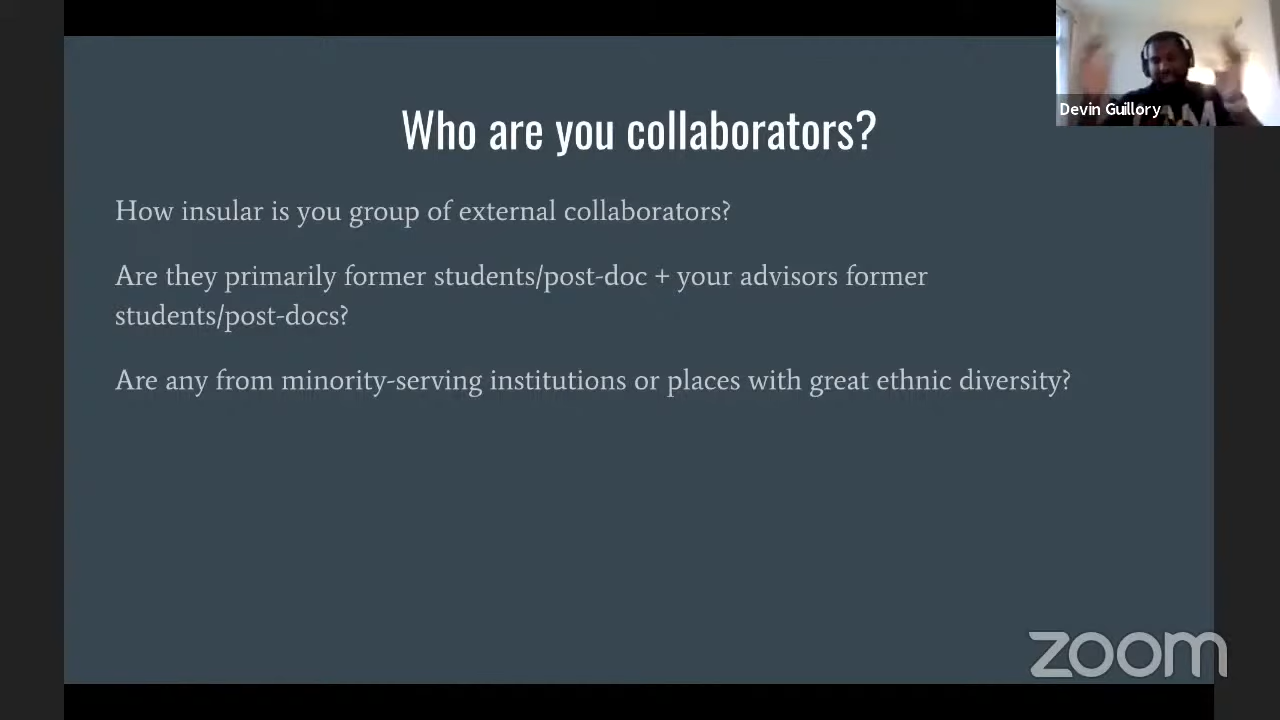 Who are you collaborators?
How insular is you group of external collaborators?
Are they primarily former students/post-doc + your advisors former
students/post-docs?
Are any from minority-serving institutions or places with great ethnic diversity?
Devin Guillory
zoom